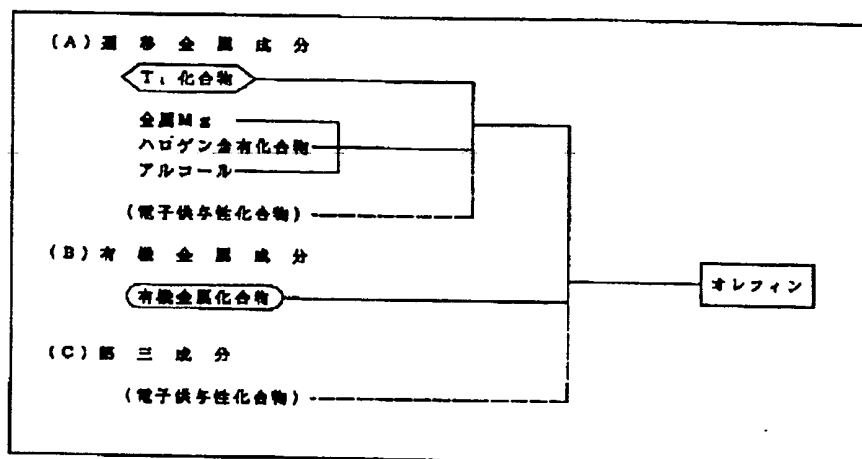 (A) 遷移金属成分
Ti化合物
金属Mg
ハロゲン含有化合物
アルコール
(電子供与性化合物)
(B) 有機金属成分
有機金属化合物
オレフィン
(C) 第三成分
(電子供与性化合物)